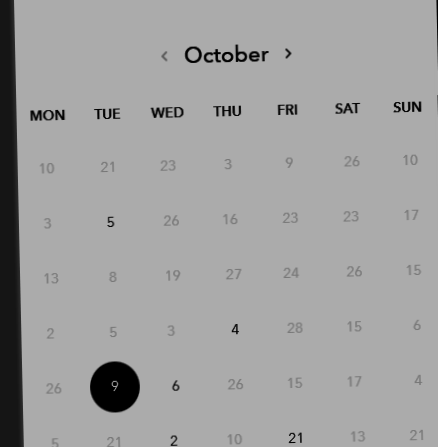 ‹ October ›
MON TUE WED THU FRI SAT SUN
10 21 23 3 9 26 10
3 5 26 16 23 23 17
13 8 19 27 24 26 15
2 5 3 4 28 15 6
26 9 6 26 15 17 4
5 21 2 10 21 13 21